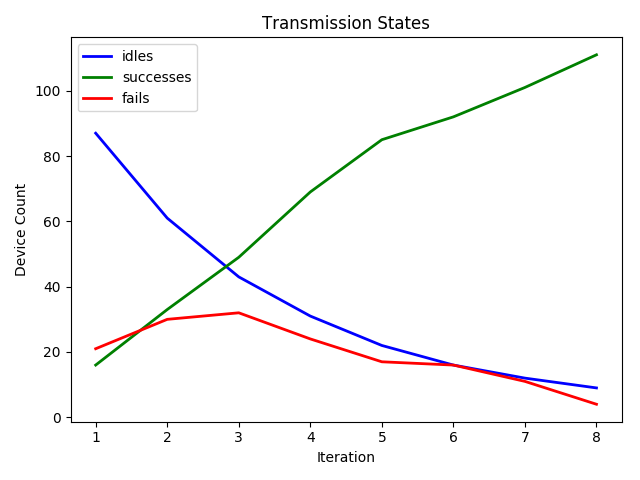 Transmission States
idles
successes
fails
Device Count
100
80
60
40
20
0
1 2 3 4 5 6 7 8
Iteration